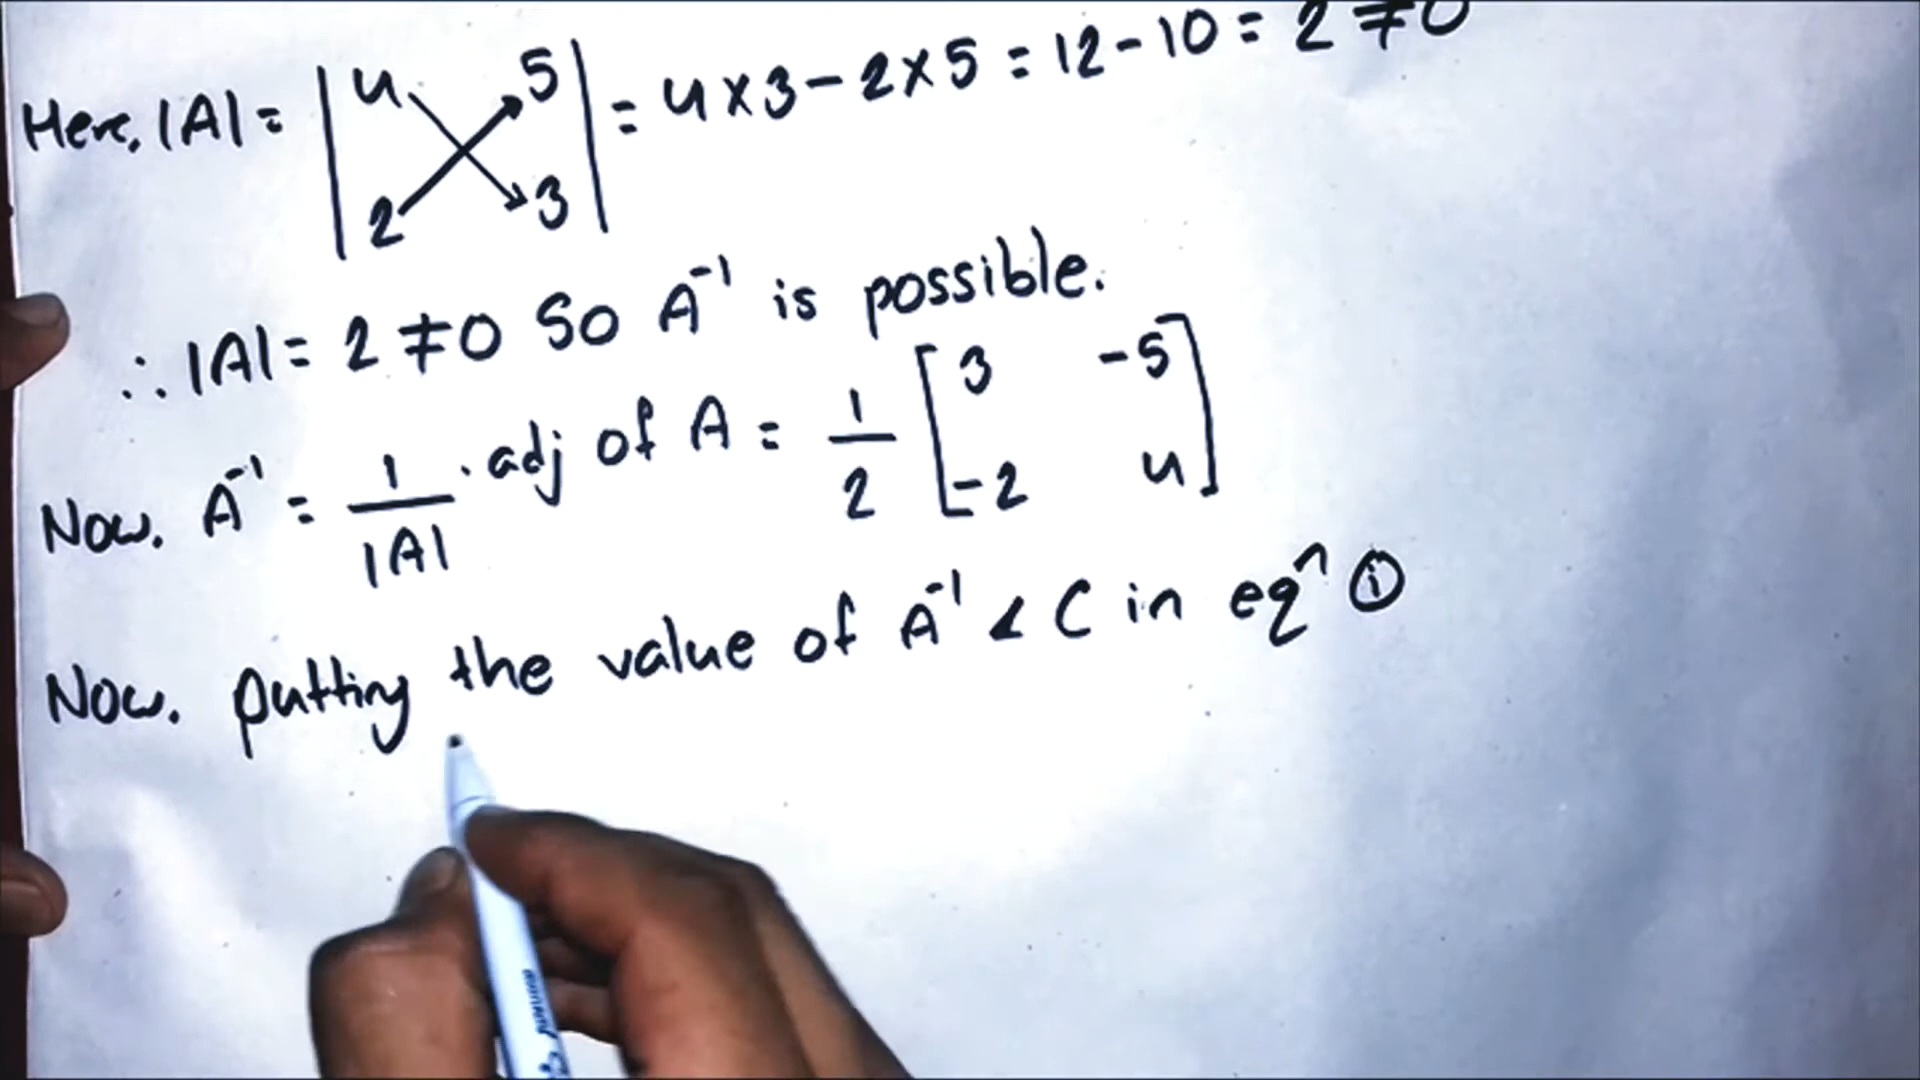 Here, |A| = | 4 5 | = 4 × 3 - 2 × 5 = 12 - 10 = 2 ≠ 0
2 3
∴ |A| = 2 ≠ 0 So A⁻¹ is possible.
Now. A⁻¹ = 1/|A| . adj of A = 1/2 [ 3 -5
-2 4 ]
Now. putting the value of A⁻¹ & C in eqⁿ ①